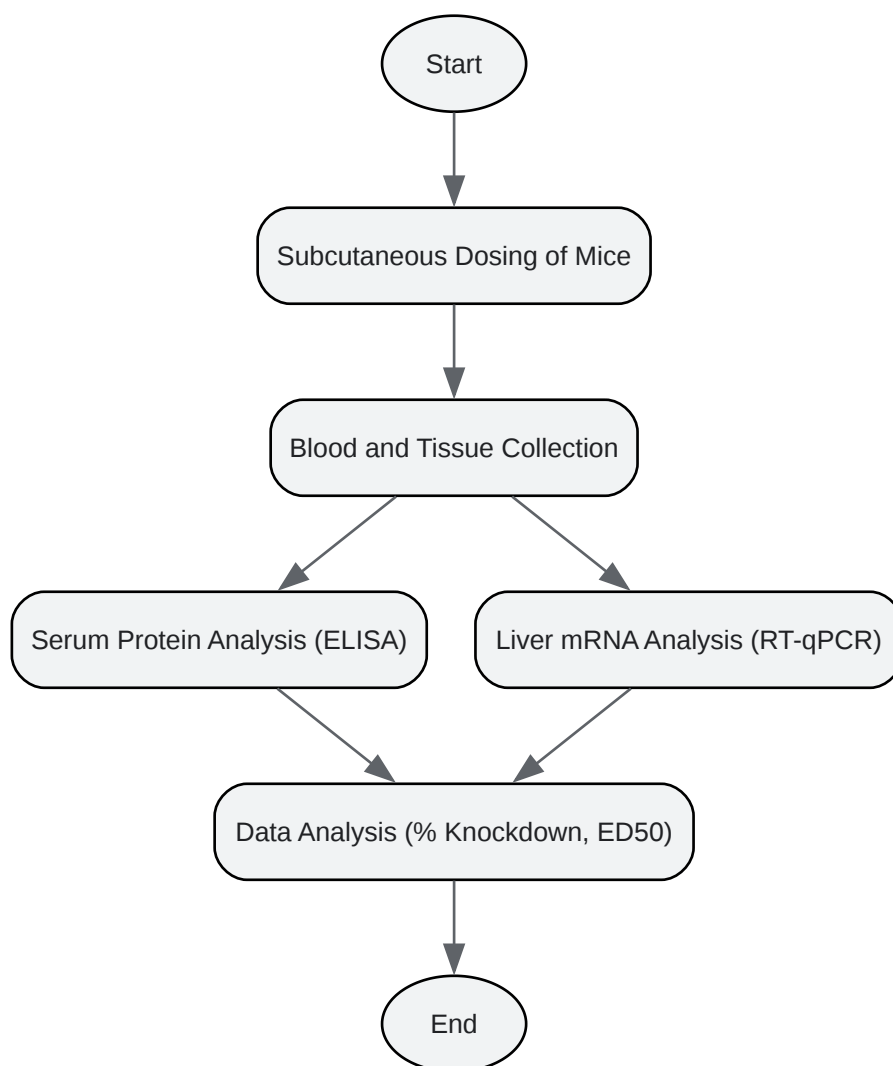 Start
Subcutaneous Dosing of Mice
Blood and Tissue Collection
Serum Protein Analysis (ELISA)
Liver mRNA Analysis (RT-qPCR)
Data Analysis (% Knockdown, ED50)
End